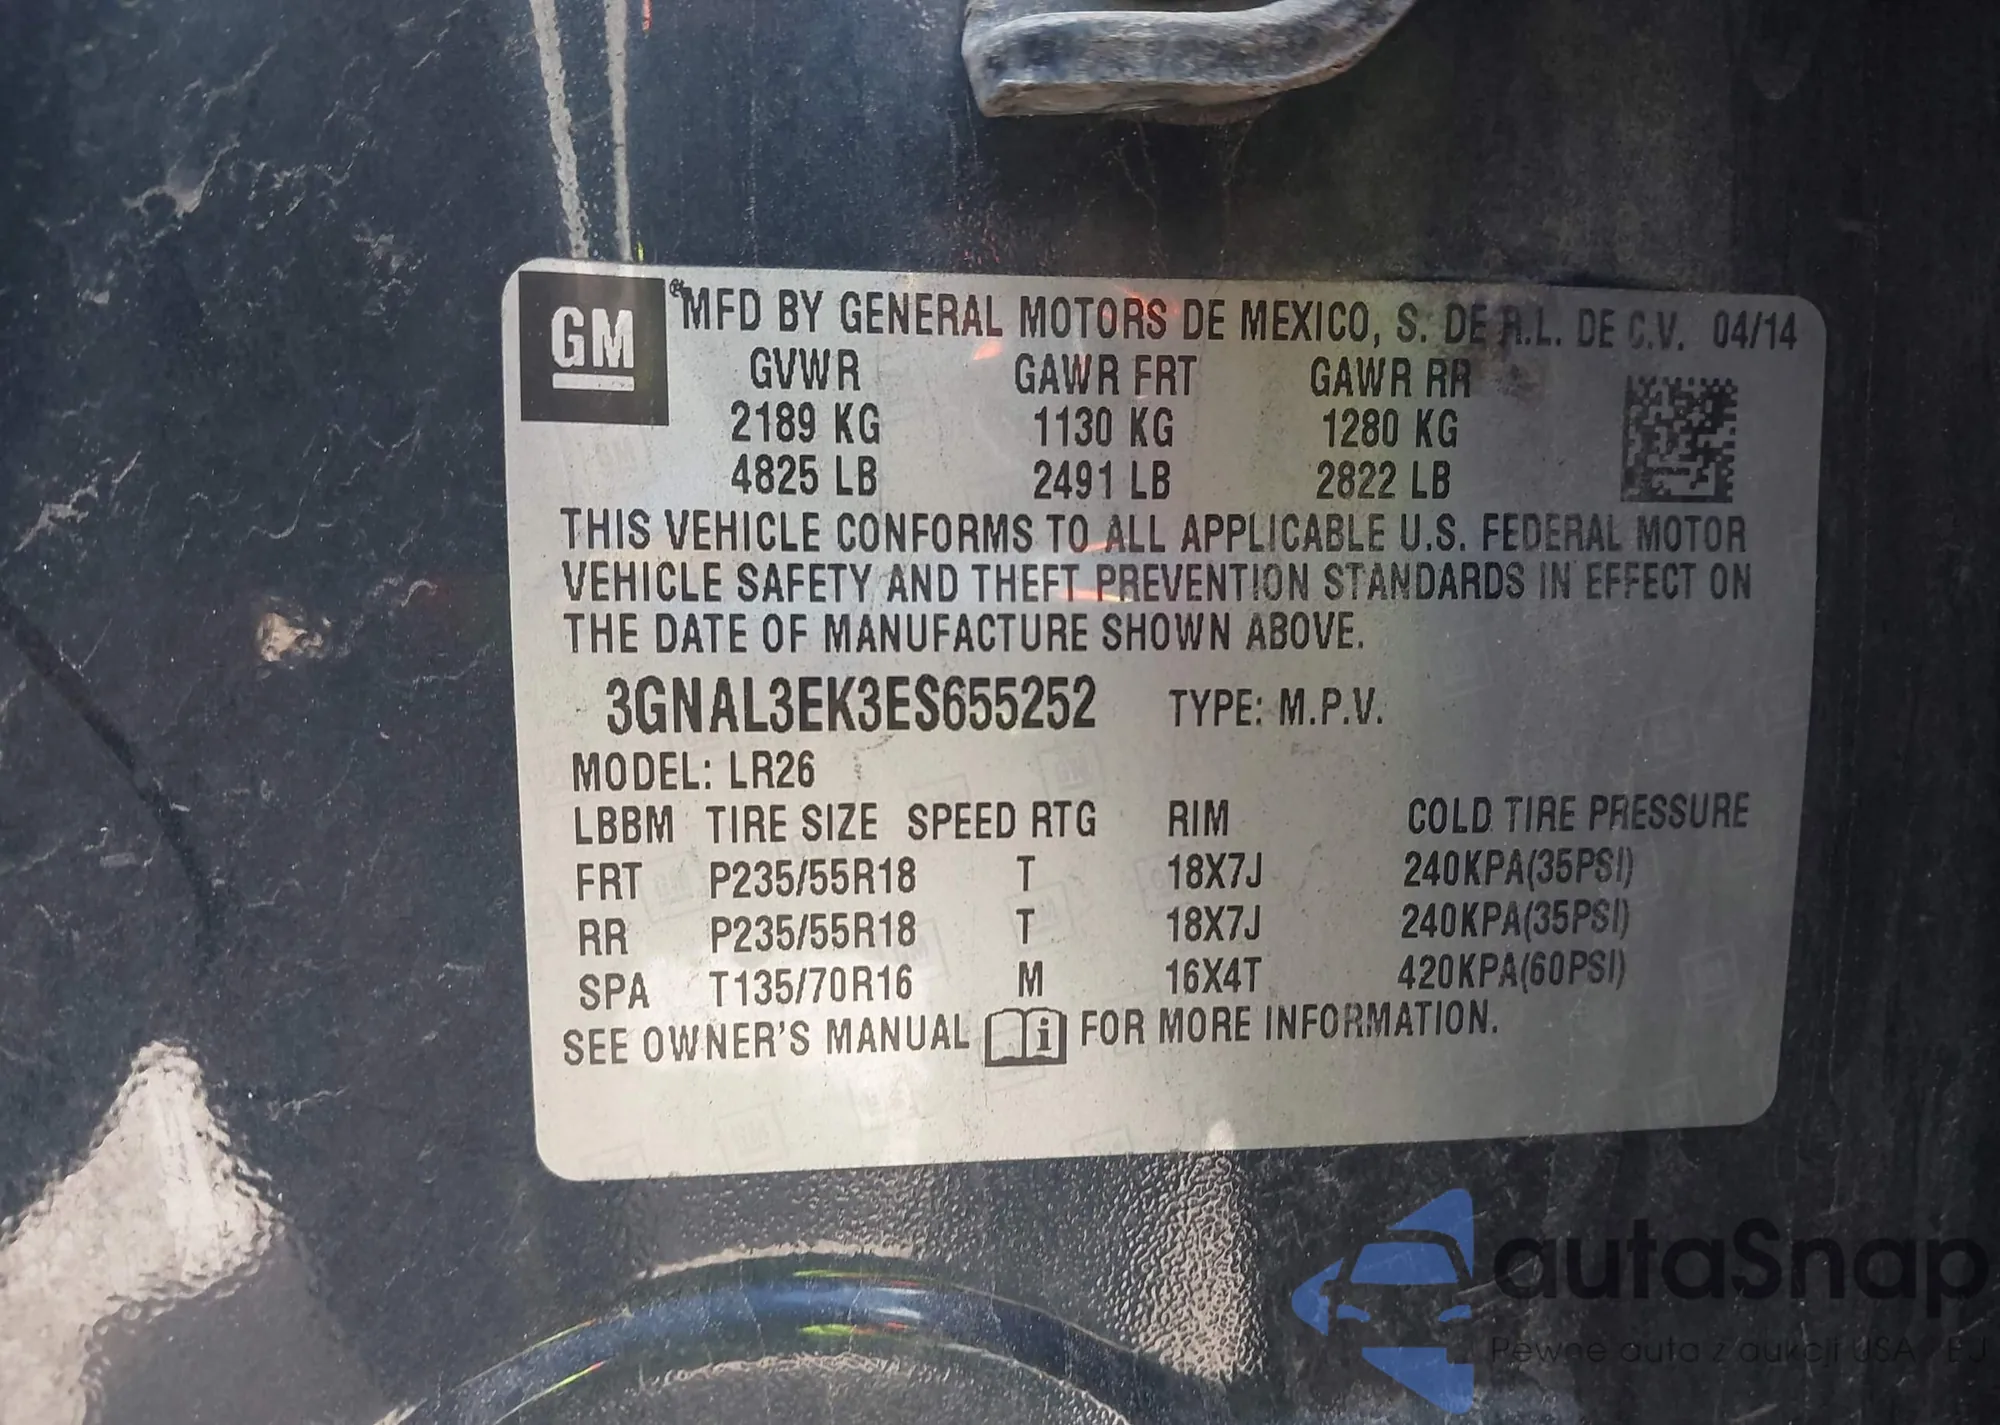 GM ® MFD BY GENERAL MOTORS DE MEXICO, S. DE R.L. DE C.V. 04/14
GVWR GAWR FRT GAWR RR
2189 KG 1130 KG 1280 KG
4825 LB 2491 LB 2822 LB
THIS VEHICLE CONFORMS TO ALL APPLICABLE U.S. FEDERAL MOTOR
VEHICLE SAFETY AND THEFT PREVENTION STANDARDS IN EFFECT ON
THE DATE OF MANUFACTURE SHOWN ABOVE.
3GNAL3EK3ES655252 TYPE: M.P.V.
MODEL: LR26
LBBM TIRE SIZE SPEED RTG RIM COLD TIRE PRESSURE
FRT P235/55R18 T 18X7J 240KPA(35PSI)
RR P235/55R18 T 18X7J 240KPA(35PSI)
SPA T135/70R16 M 16X4T 420KPA(60PSI)
SEE OWNER'S MANUAL i FOR MORE INFORMATION.
autaSnap
Pewne auta z aukcji USA